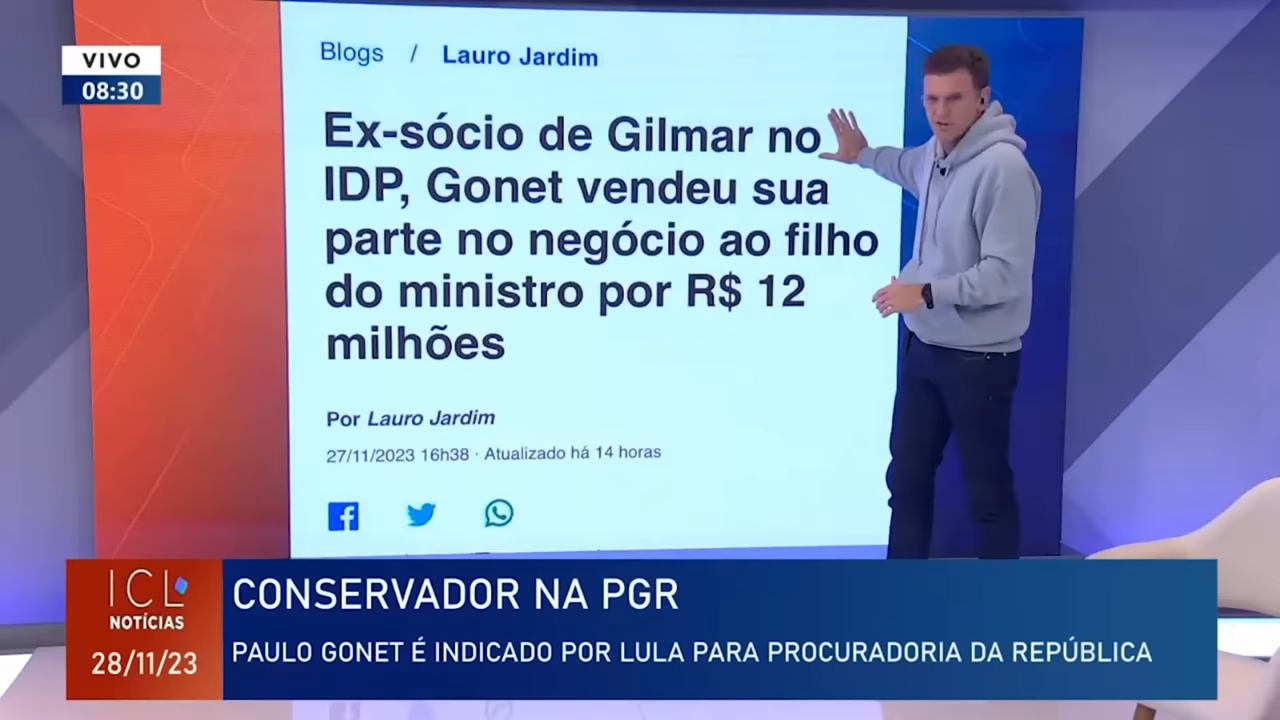 VIVO
08:30
Blogs / Lauro Jardim
Ex-sócio de Gilmar no
IDP, Gonet vendeu sua
parte no negócio ao filho
do ministro por R$ 12
milhões
Por Lauro Jardim
27/11/2023 16h38 · Atualizado há 14 horas
ICL
NOTÍCIAS
28/11/23
CONSERVADOR NA PGR
PAULO GONET É INDICADO POR LULA PARA PROCURADORIA DA REPÚBLICA